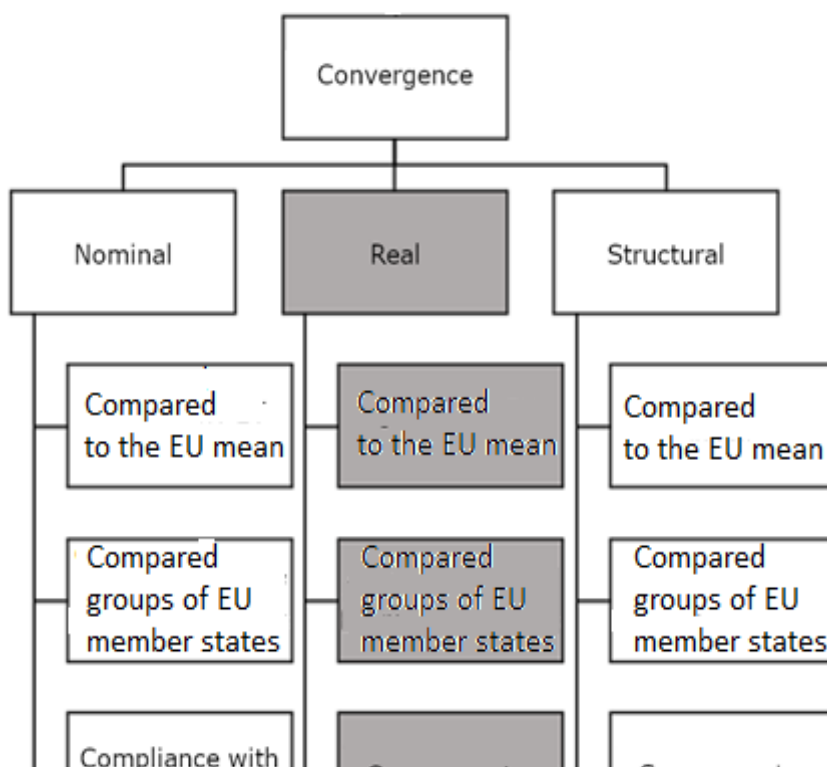 Convergence
Nominal
Real
Structural
Compared
to the EU mean
Compared
to the EU mean
Compared
to the EU mean
Compared
groups of EU
member states
Compared
groups of EU
member states
Compared
groups of EU
member states
Compliance with